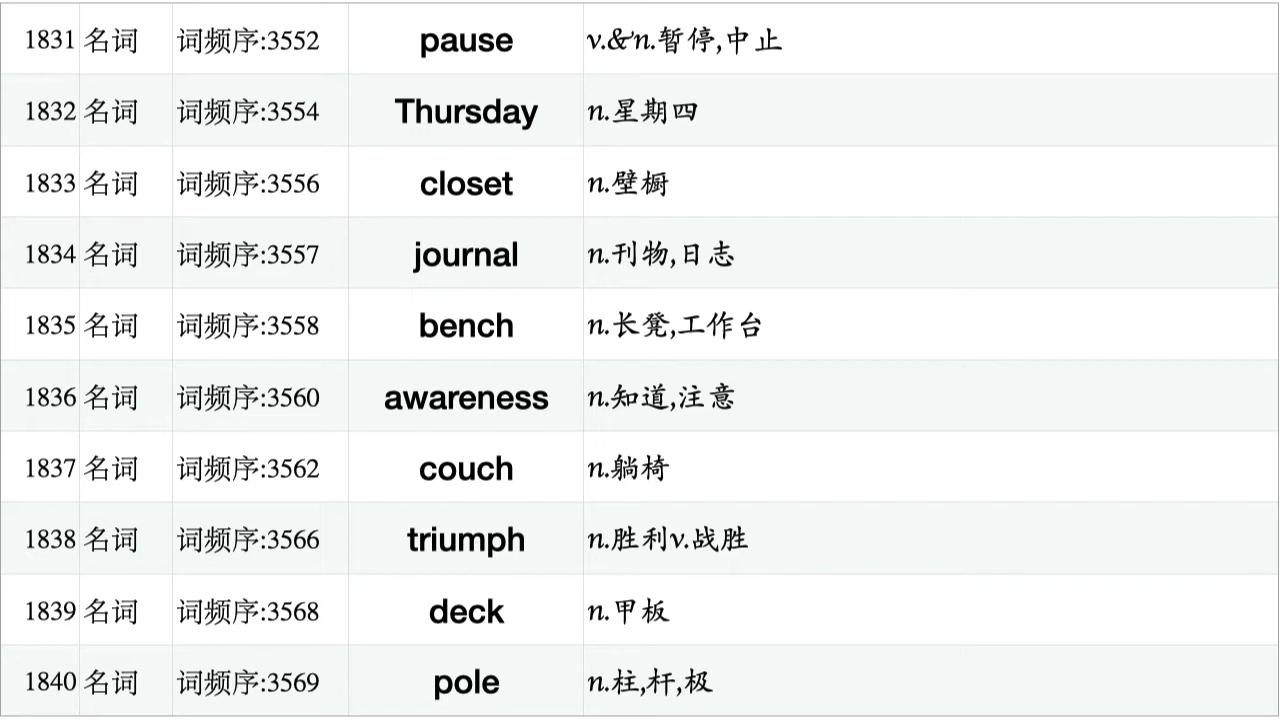 1831 名词 词频序:3552 pause v.&n.暂停,中止
1832 名词 词频序:3554 Thursday n.星期四
1833 名词 词频序:3556 closet n.壁橱
1834 名词 词频序:3557 journal n.刊物,日志
1835 名词 词频序:3558 bench n.长凳,工作台
1836 名词 词频序:3560 awareness n.知道,注意
1837 名词 词频序:3562 couch n.躺椅
1838 名词 词频序:3566 triumph n.胜利v.战胜
1839 名词 词频序:3568 deck n.甲板
1840 名词 词频序:3569 pole n.柱,杆,极